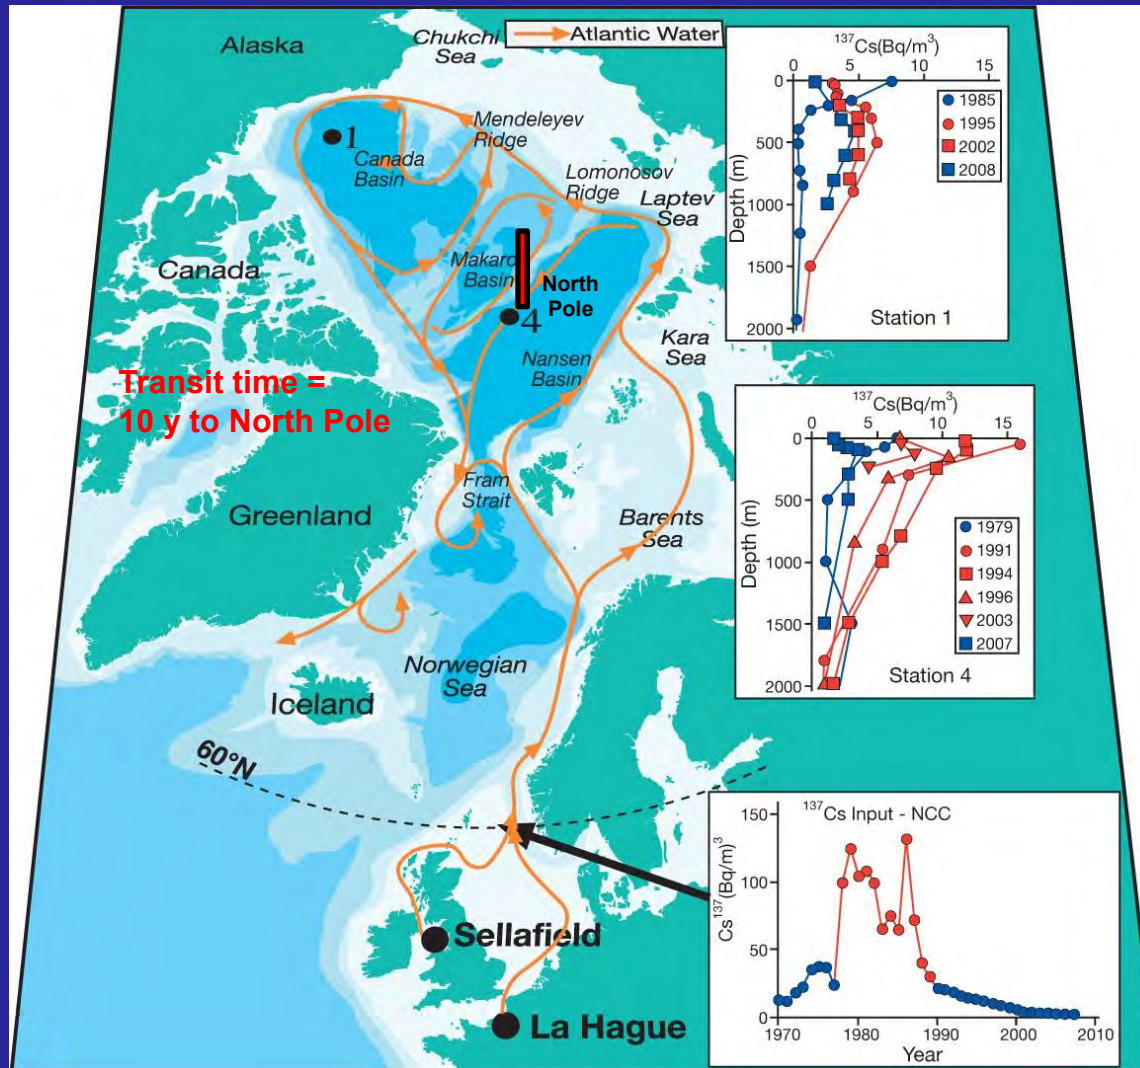 Alaska
Chukchi
Sea
Atlantic Water
Mendeleyev
Ridge
1
Canada
Basin
Lomonosov
Ridge
Laptev
Sea
Canada
Makaro
Basin
North
Pole
4
Kara
Sea
Nansen
Basin
Transit time =
10 y to North Pole
Fram
Strait
Greenland
Barents
Sea
Norwegian
Sea
Iceland
60°N
Sellafield
La Hague
¹³⁷Cs(Bq/m³)
0 5 10 15
0
500
1000
1500
2000
Depth (m)
1985
1995
2002
2008
Station 1
¹³⁷Cs(Bq/m³)
0 5 10 15
0
500
1000
1500
2000
Depth (m)
1979
1991
1994
1996
2003
2007
Station 4
¹³⁷Cs Input - NCC
150
100
50
0
Cs¹³⁷(Bq/m)³
1970 1980 1990 2000 2010
Year